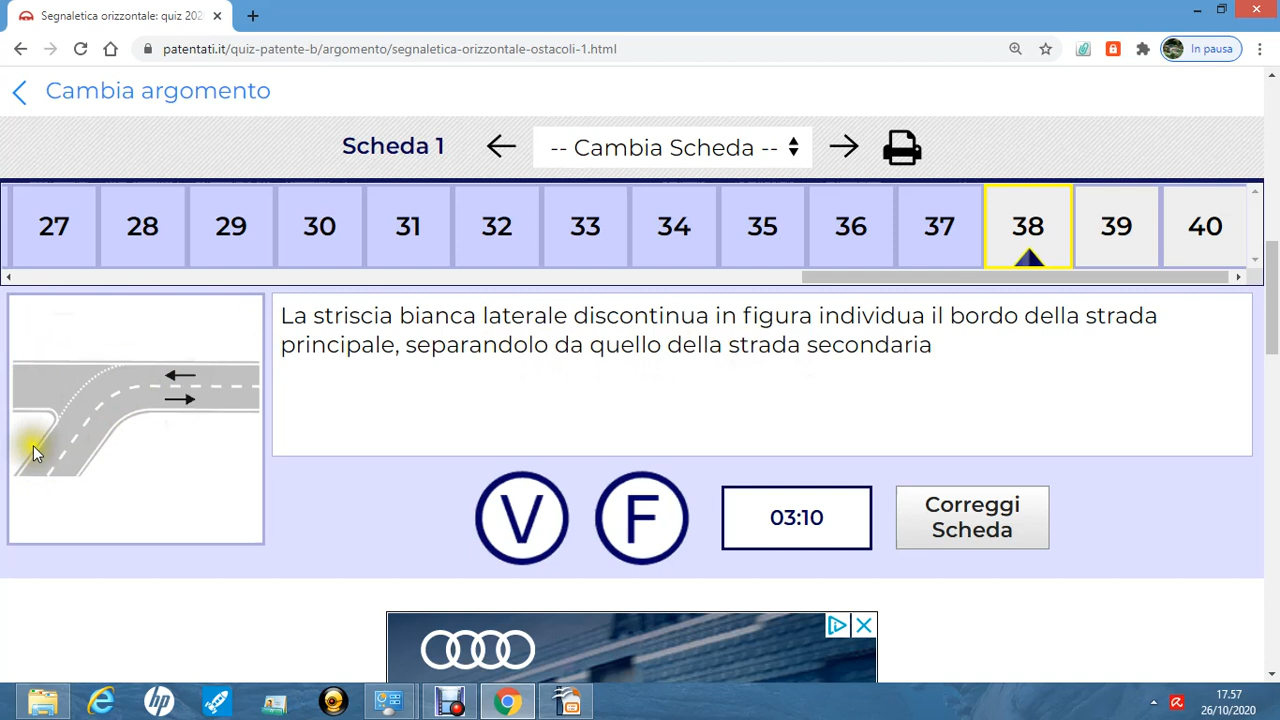 Segnaletica orizzontale: quiz 202
patentati.it/quiz-patente-b/argomento/segnaletica-orizzontale-ostacoli-1.html
In pausa
Cambia argomento
Scheda 1
-- Cambia Scheda --
27 28 29 30 31 32 33 34 35 36 37 38 39 40
La striscia bianca laterale discontinua in figura individua il bordo della strada
principale, separandolo da quello della strada secondaria
V F 03:10 Correggi
Scheda
17.57
26/10/2020